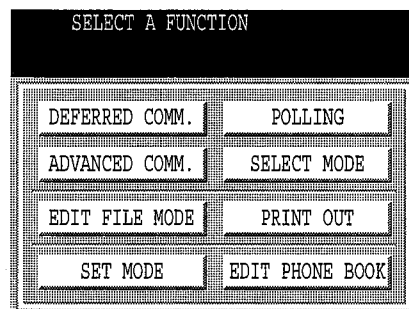 SELECT A FUNCTION
DEFERRED COMM. POLLING
ADVANCED COMM. SELECT MODE
EDIT FILE MODE PRINT OUT
SET MODE EDIT PHONE BOOK